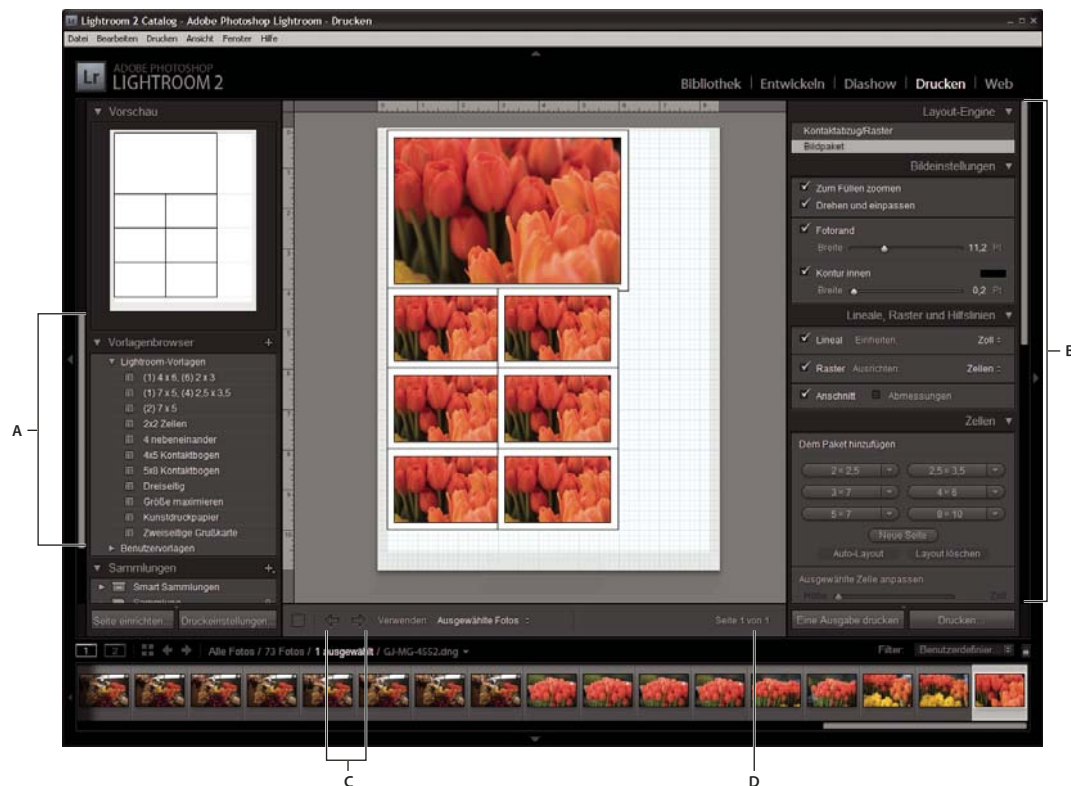 Lightroom 2 Catalog - Adobe Photoshop Lightroom - Drucken
Datei Bearbeiten Drucken Ansicht Fenster Hilfe
Lr
ADOBE PHOTOSHOP
LIGHTROOM 2
Bibliothek | Entwickeln | Diashow | Drucken | Web
Vorschau
Vorlagenbrowser +
Lightroom-Vorlagen
(1) 4 x 6, (6) 2 x 3
(1) 7 x 5, (4) 2,5 x 3,5
(2) 7 x 5
2x2 Zellen
4 nebeneinander
4x5 Kontaktbogen
5x8 Kontaktbogen
Dreiseitig
Größe maximieren
Kunstdruckpapier
Zweiseitige Grußkarte
Benutzervorlagen
Sammlungen +
Smart Sammlungen
Sammlung
Seite einrichten... Druckeinstellungen...
Verwenden: Ausgewählte Fotos
Seite 1 von 1
Layout-Engine
Kontaktabzug/Raster
Bildpaket
Bildeinstellungen
Zum Füllen zoomen
Drehen und einpassen
Fotorand
Breite 11,2 Pt
Kontur innen
Breite 0,2 Pt
Lineale, Raster und Hilfslinien
Lineal Einheiten: Zoll
Raster Ausrichten: Zellen
Anschnitt Abmessungen
Zellen
Dem Paket hinzufügen
2 × 2,5 2,5 × 3,5
3 × 7 4 × 6
5 × 7 8 × 10
Neue Seite
Auto-Layout Layout löschen
Ausgewählte Zelle anpassen
Höhe Zoll
Eine Ausgabe drucken Drucken...
1 2 Alle Fotos / 73 Fotos / 1 ausgewählt / GJ-MG-4552.dng
Filter: Benutzerdefinier...
A
B
C
D